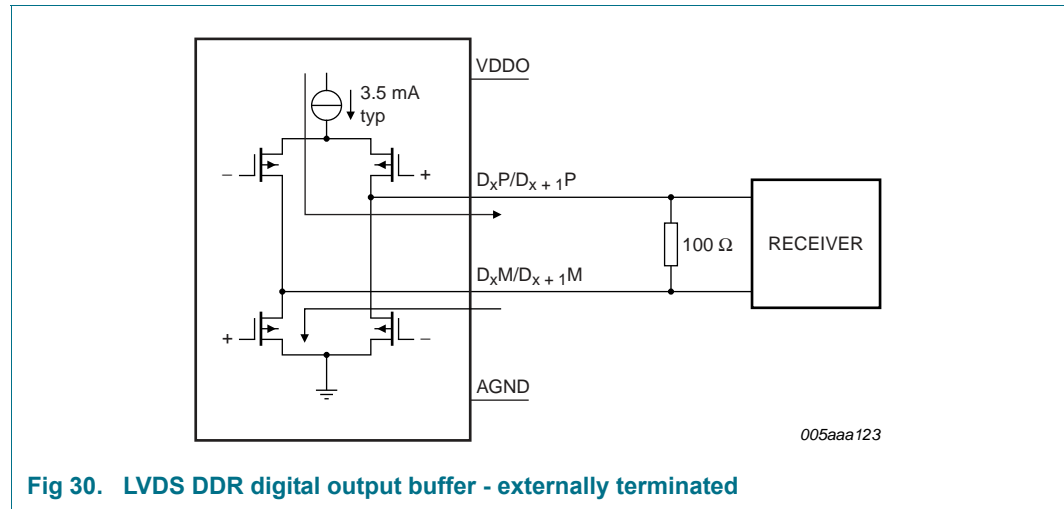 VDDO
3.5 mA
typ
−
+
DxP/Dx + 1P
100 Ω
RECEIVER
DxM/Dx + 1M
+
−
AGND
005aaa123
Fig 30. LVDS DDR digital output buffer - externally terminated